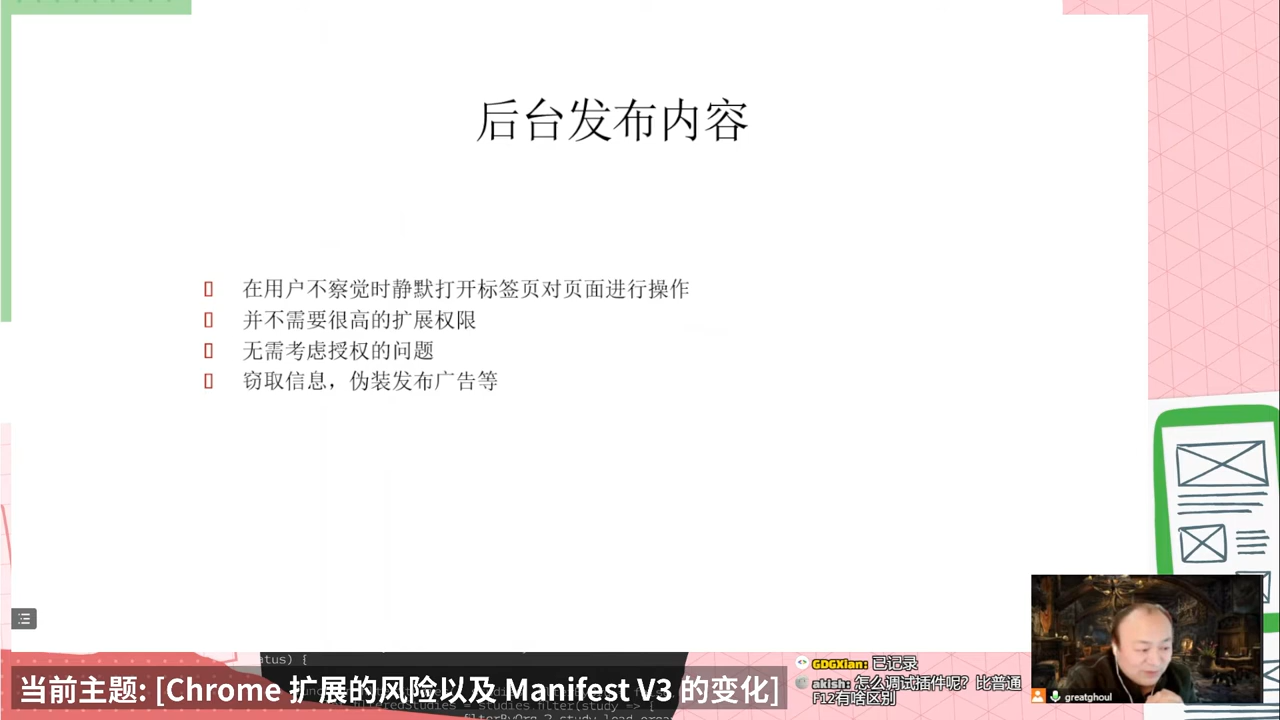 后台发布内容
在用户不察觉时静默打开标签页对页面进行操作
并不需要很高的扩展权限
无需考虑授权的问题
窃取信息，伪装发布广告等
atus) {
当前主题: [Chrome 扩展的风险以及 Manifest V3 的变化]
GDGXian: 已记录
akish: 怎么调试插件呢？比普通
F12有啥区别
greatghoul